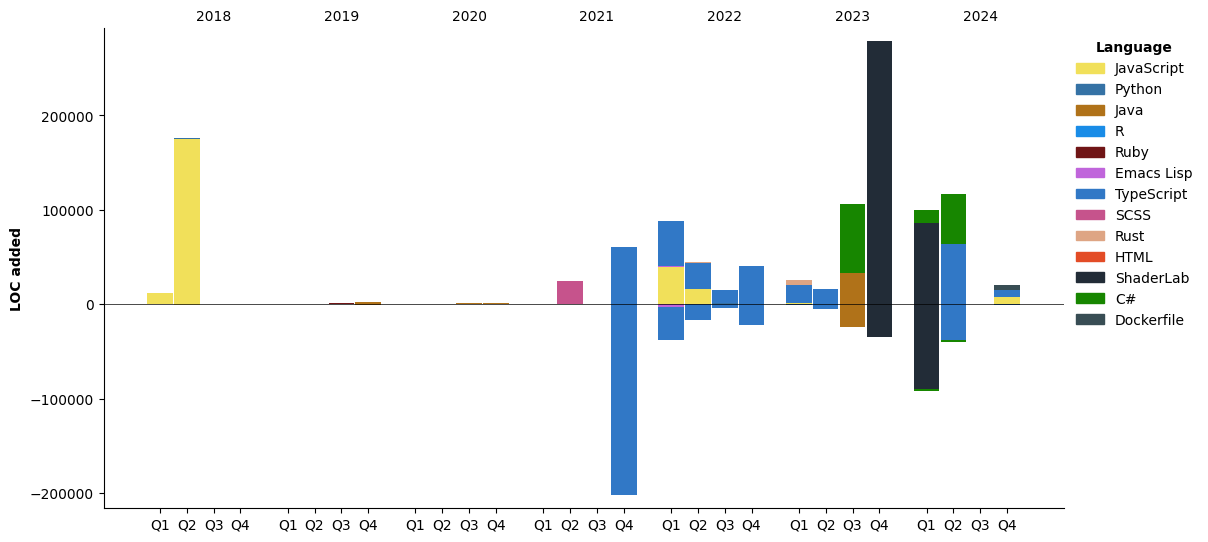 2018 2019 2020 2021 2022 2023 2024
LOC added
200000
100000
0
−100000
−200000
Q1 Q2 Q3 Q4 Q1 Q2 Q3 Q4 Q1 Q2 Q3 Q4 Q1 Q2 Q3 Q4 Q1 Q2 Q3 Q4 Q1 Q2 Q3 Q4 Q1 Q2 Q3 Q4
Language
JavaScript
Python
Java
R
Ruby
Emacs Lisp
TypeScript
SCSS
Rust
HTML
ShaderLab
C#
Dockerfile